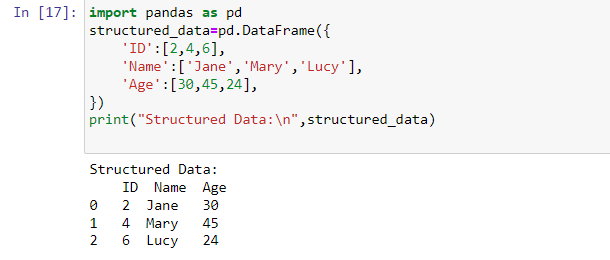 In [17]: import pandas as pd
structured_data=pd.DataFrame({
    'ID':[2,4,6],
    'Name':['Jane','Mary','Lucy'],
    'Age':[30,45,24],
})
print("Structured Data:\n",structured_data)
Structured Data:
    ID  Name  Age
0   2  Jane   30
1   4  Mary   45
2   6  Lucy   24